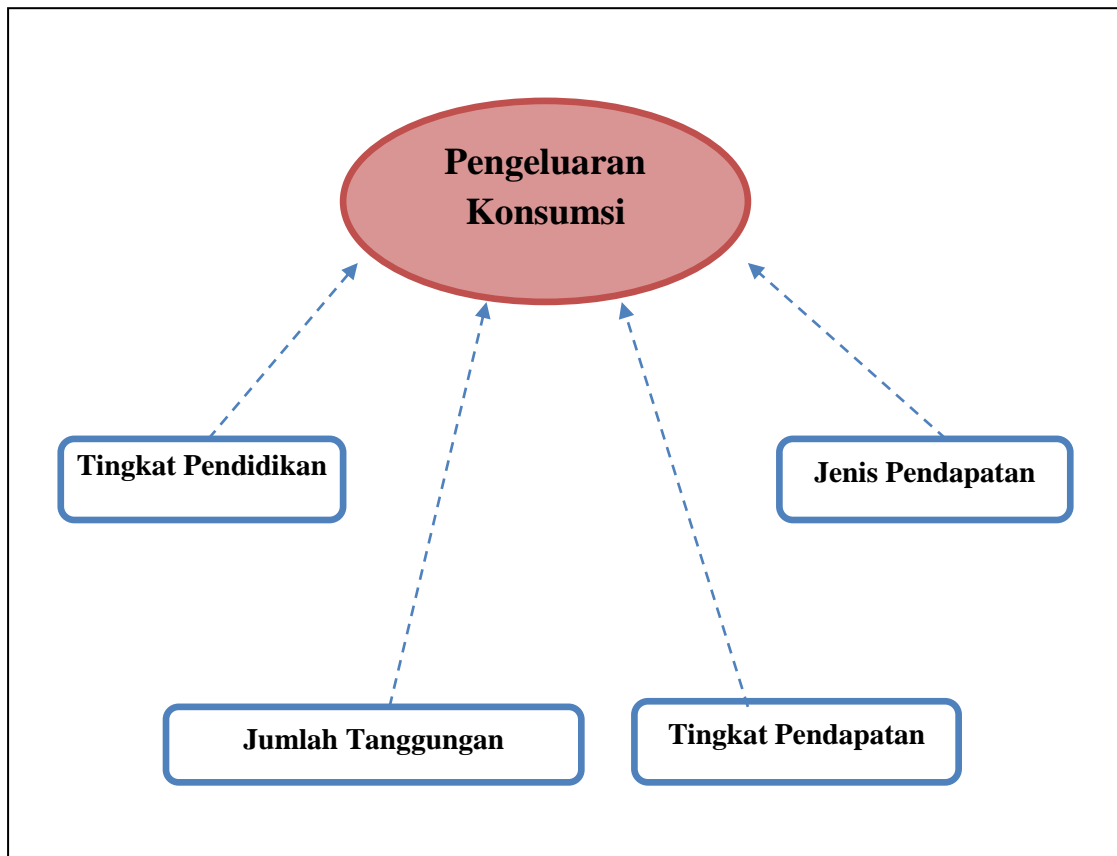 Pengeluaran
Konsumsi
Tingkat Pendidikan
Jenis Pendapatan
Jumlah Tanggungan
Tingkat Pendapatan